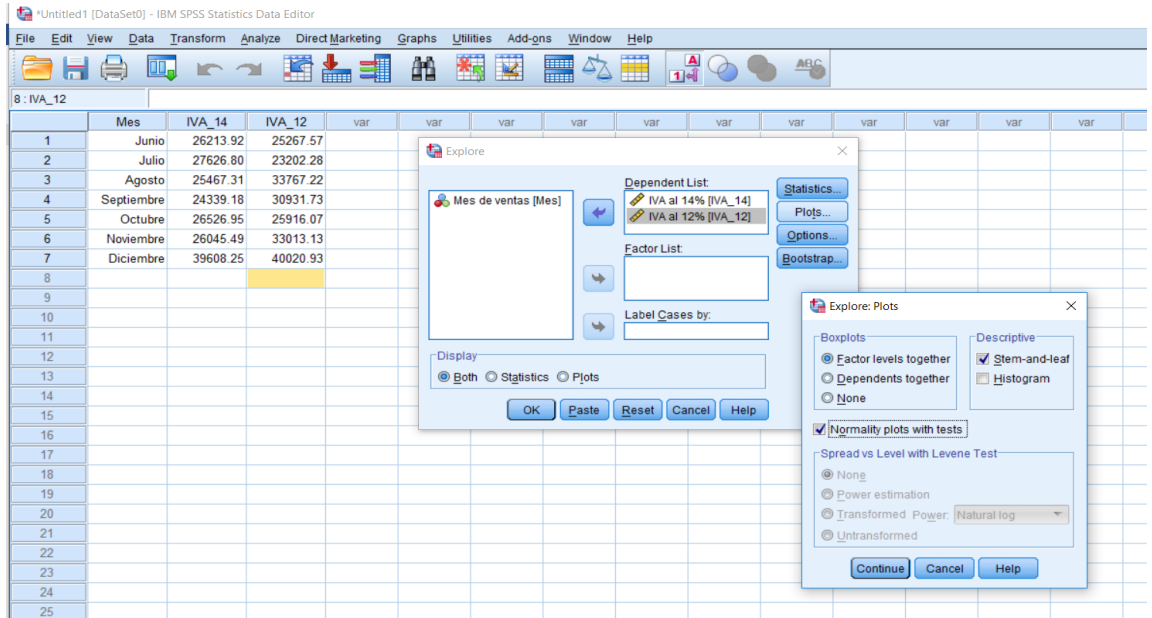 *Untitled1 [DataSet0] - IBM SPSS Statistics Data Editor
File Edit View Data Transform Analyze Direct Marketing Graphs Utilities Add-ons Window Help
8 : IVA_12
Mes IVA_14 IVA_12 var var var var var var var var var var var
1 Junio 26213.92 25267.57
2 Julio 27626.80 23202.28
3 Agosto 25467.31 33767.22
4 Septiembre 24339.18 30931.73
5 Octubre 26526.95 25916.07
6 Noviembre 26045.49 33013.13
7 Diciembre 39608.25 40020.93
8
9
10
11
12
13
14
15
16
17
18
19
20
21
22
23
24
25
Explore
Mes de ventas [Mes]
Dependent List:
IVA al 14% [IVA_14]
IVA al 12% [IVA_12]
Factor List:
Label Cases by:
Statistics...
Plots...
Options...
Bootstrap...
Display
Both Statistics Plots
OK Paste Reset Cancel Help
Explore: Plots
Boxplots
Factor levels together
Dependents together
None
Descriptive
Stem-and-leaf
Histogram
Normality plots with tests
Spread vs Level with Levene Test
None
Power estimation
Transformed Power: Natural log
Untransformed
Continue Cancel Help